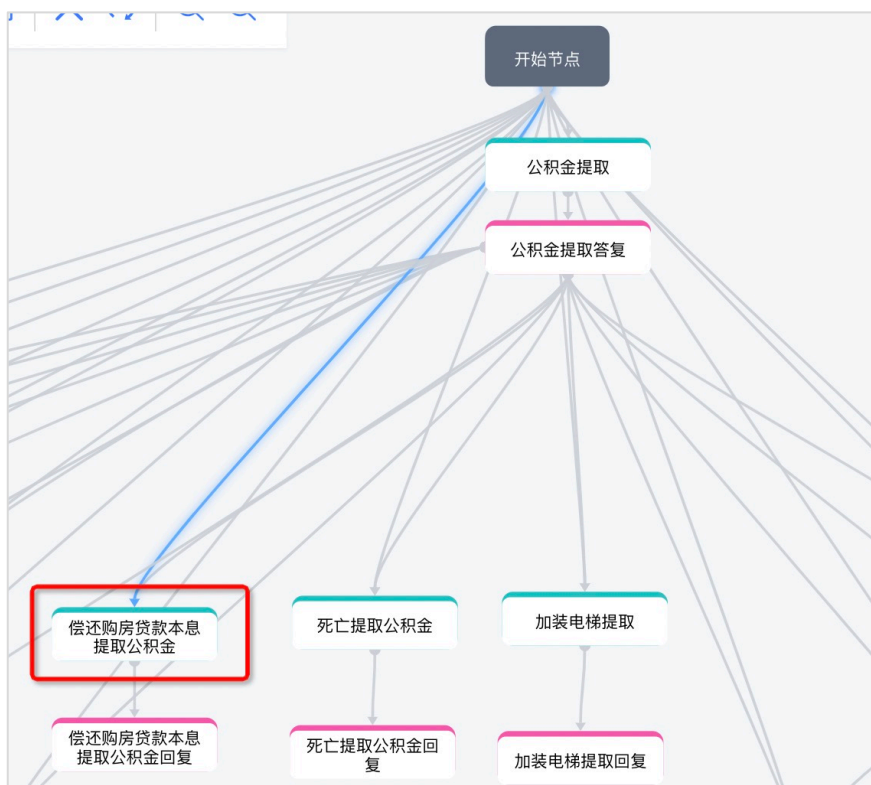 开始节点
公积金提取
公积金提取答复
偿还购房贷款本息
提取公积金
死亡提取公积金
加装电梯提取
偿还购房贷款本息
提取公积金回复
死亡提取公积金回
复
加装电梯提取回复